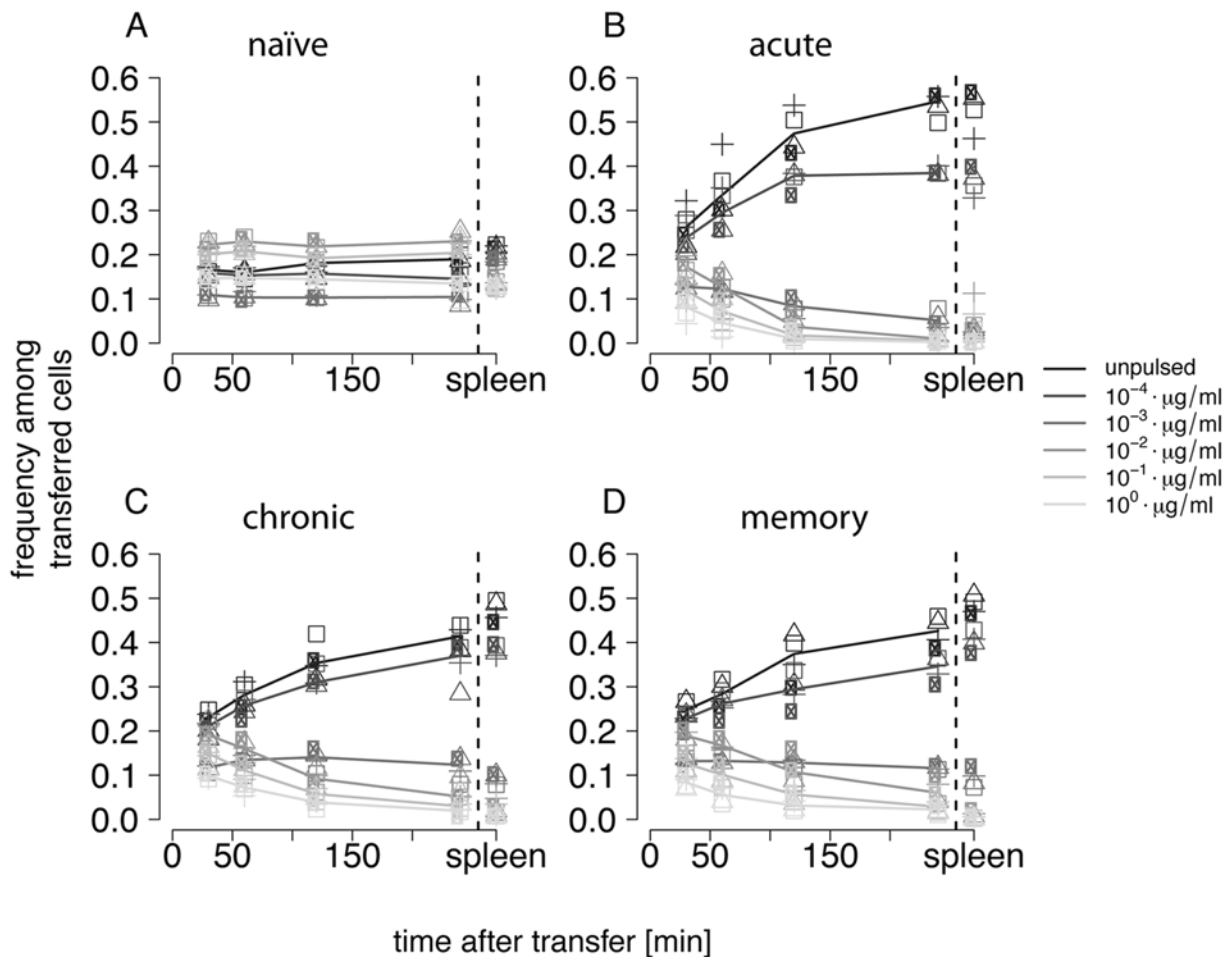 A
naïve
0.6
0.5
0.4
0.3
0.2
0.1
0.0
0
50
150
spleen
B
acute
0.6
0.5
0.4
0.3
0.2
0.1
0.0
0
50
150
spleen
unpulsed
10⁻⁴ · µg/ml
10⁻³ · µg/ml
10⁻² · µg/ml
10⁻¹ · µg/ml
10⁰ · µg/ml
frequency among
transferred cells
C
chronic
0.6
0.5
0.4
0.3
0.2
0.1
0.0
0
50
150
spleen
D
memory
0.6
0.5
0.4
0.3
0.2
0.1
0.0
0
50
150
spleen
time after transfer [min]